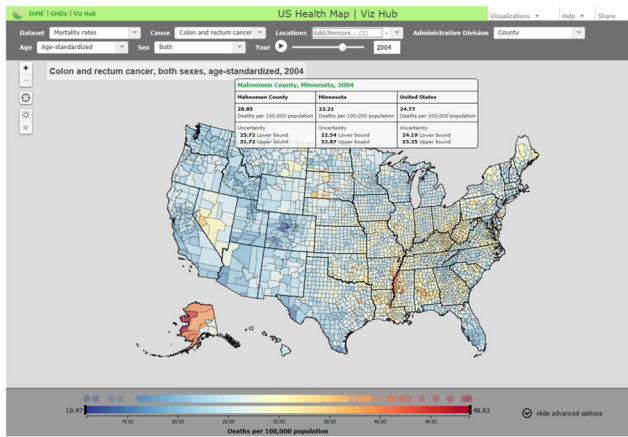 IHME | GHDx | Viz Hub
US Health Map | Viz Hub
Visualizations Help Share
Dataset Mortality rates Cause Colon and rectum cancer Locations Add/Remove... (1) × Administrative Division County
Age Age-standardized Sex Both Year 2004
+
−
Colon and rectum cancer, both sexes, age-standardized, 2004
Mahnomen County, Minnesota, 2004
Mahnomen County Minnesota United States
28.85 23.21 24.77
Deaths per 100,000 population Deaths per 100,000 population Deaths per 100,000 population
Uncertainty Uncertainty Uncertainty
25.72 Lower bound 22.54 Lower bound 24.19 Lower bound
31.72 Upper bound 23.87 Upper bound 25.35 Upper bound
10.97 48.83
15.00 20.00 25.00 30.00 35.00 40.00 45.00
Deaths per 100,000 population
Hide advanced options